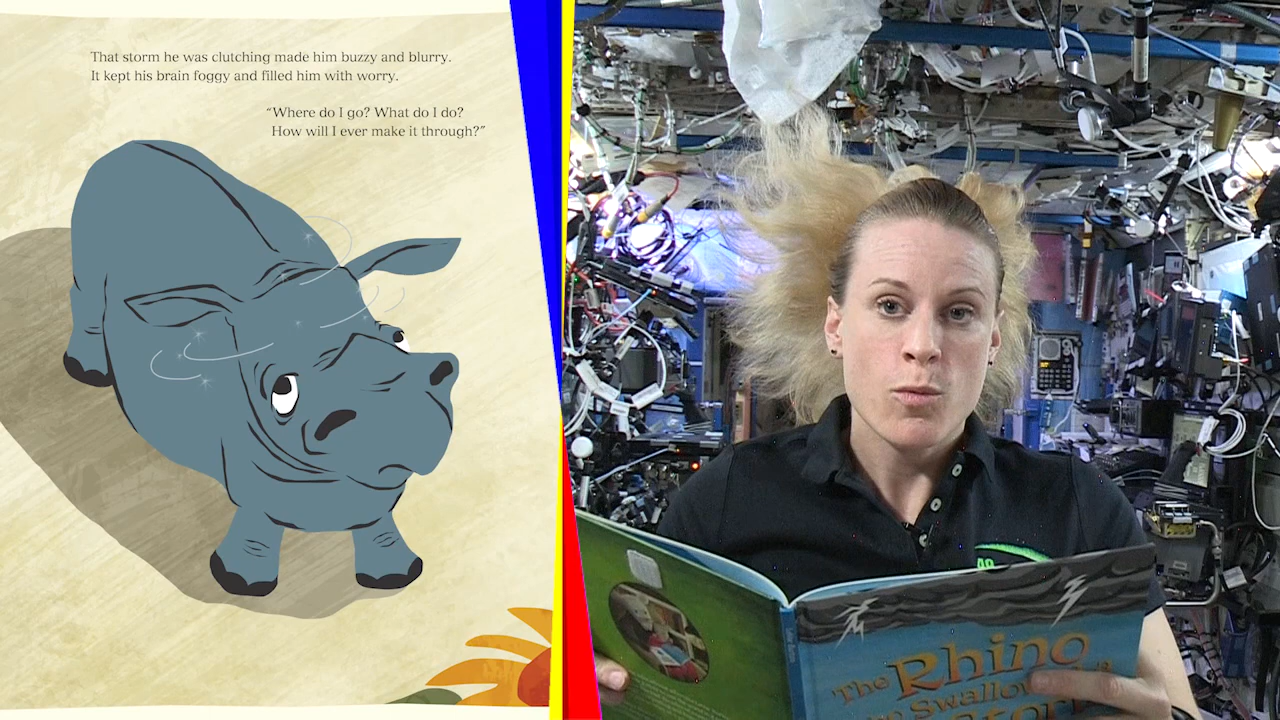 That storm he was clutching made him buzzy and blurry.
It kept his brain foggy and filled him with worry.
“Where do I go? What do I do?
How will I ever make it through?”
The Rhino